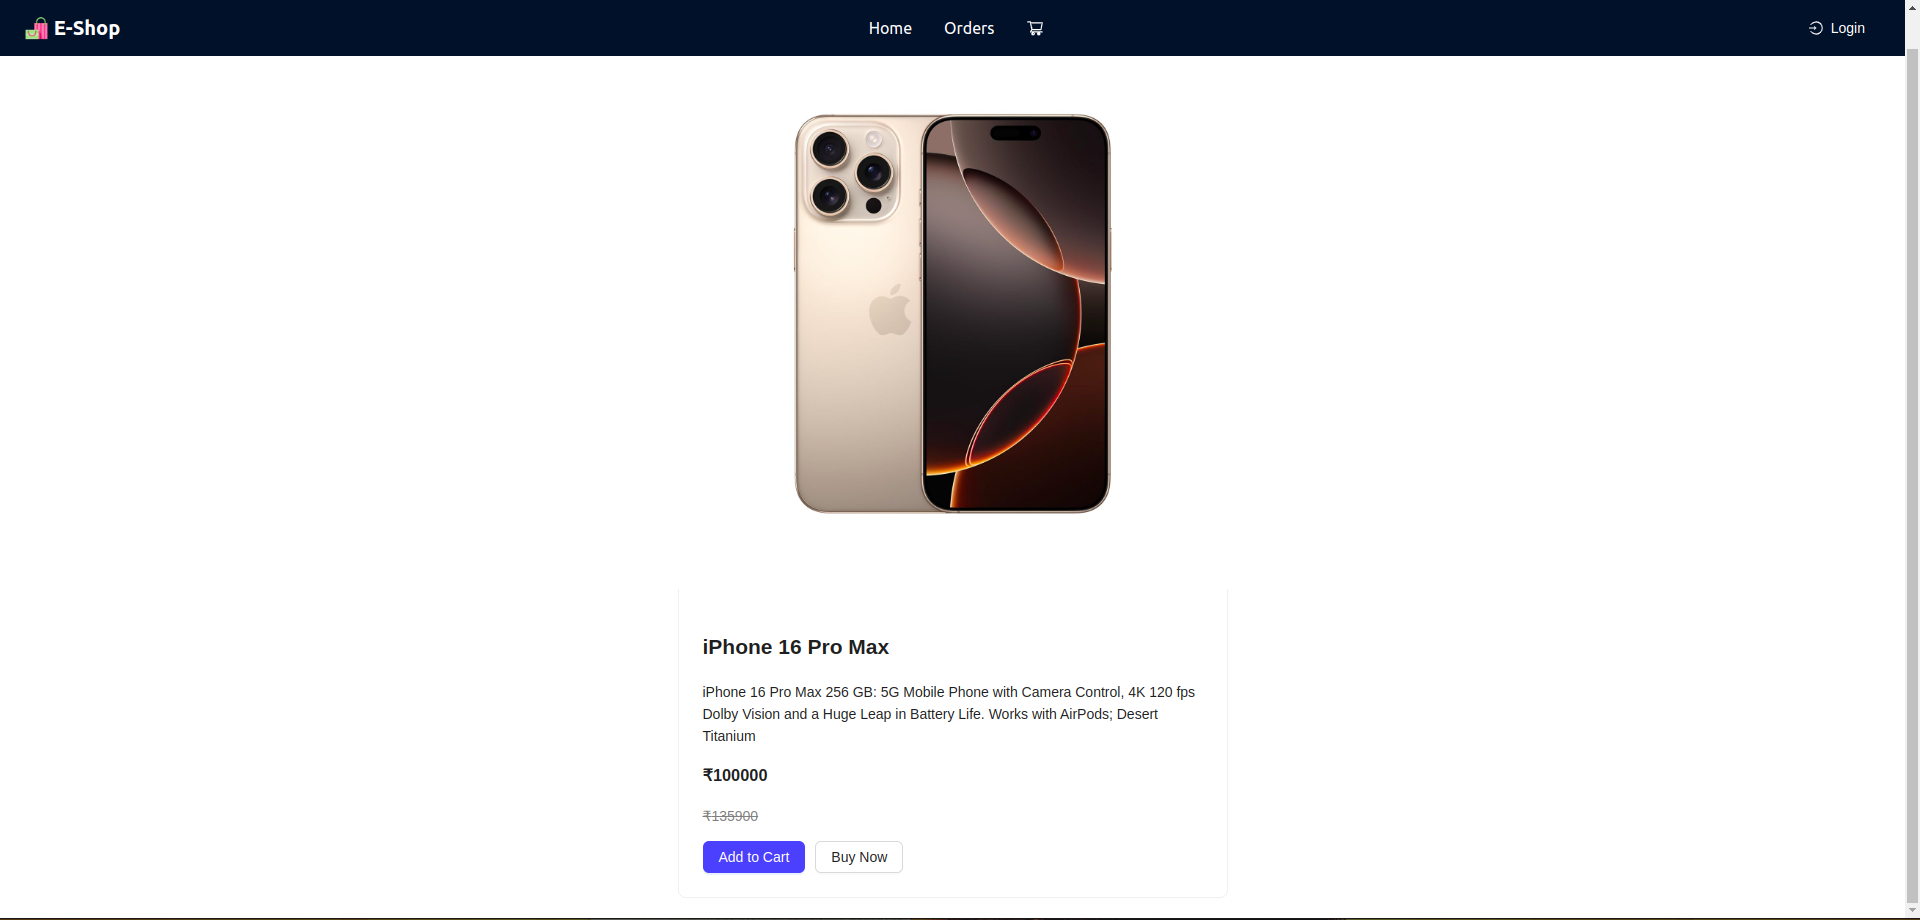 E-Shop
Home
Orders
Login
iPhone 16 Pro Max
iPhone 16 Pro Max 256 GB: 5G Mobile Phone with Camera Control, 4K 120 fps
Dolby Vision and a Huge Leap in Battery Life. Works with AirPods; Desert
Titanium
₹100000
₹135900
Add to Cart
Buy Now